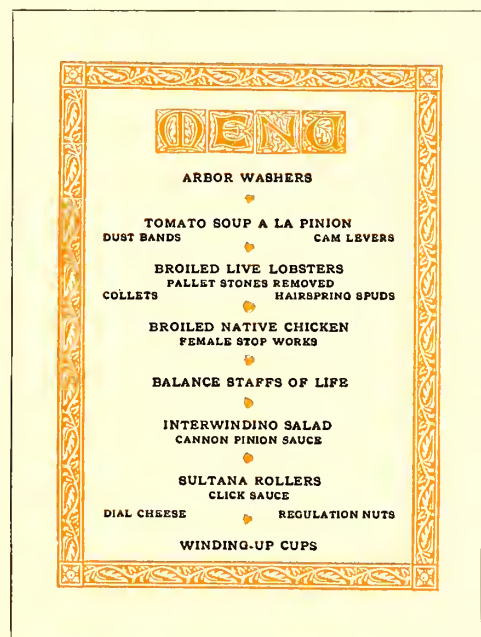 MENU
ARBOR WASHERS
TOMATO SOUP A LA PINION
DUST BANDS CAM LEVERS
BROILED LIVE LOBSTERS
PALLET STONES REMOVED
COLLETS HAIRSPRING SPUDS
BROILED NATIVE CHICKEN
FEMALE STOP WORKS
BALANCE STAFFS OF LIFE
INTERWINDING SALAD
CANNON PINION SAUCE
SULTANA ROLLERS
CLICK SAUCE
DIAL CHEESE REGULATION NUTS
WINDING-UP CUPS